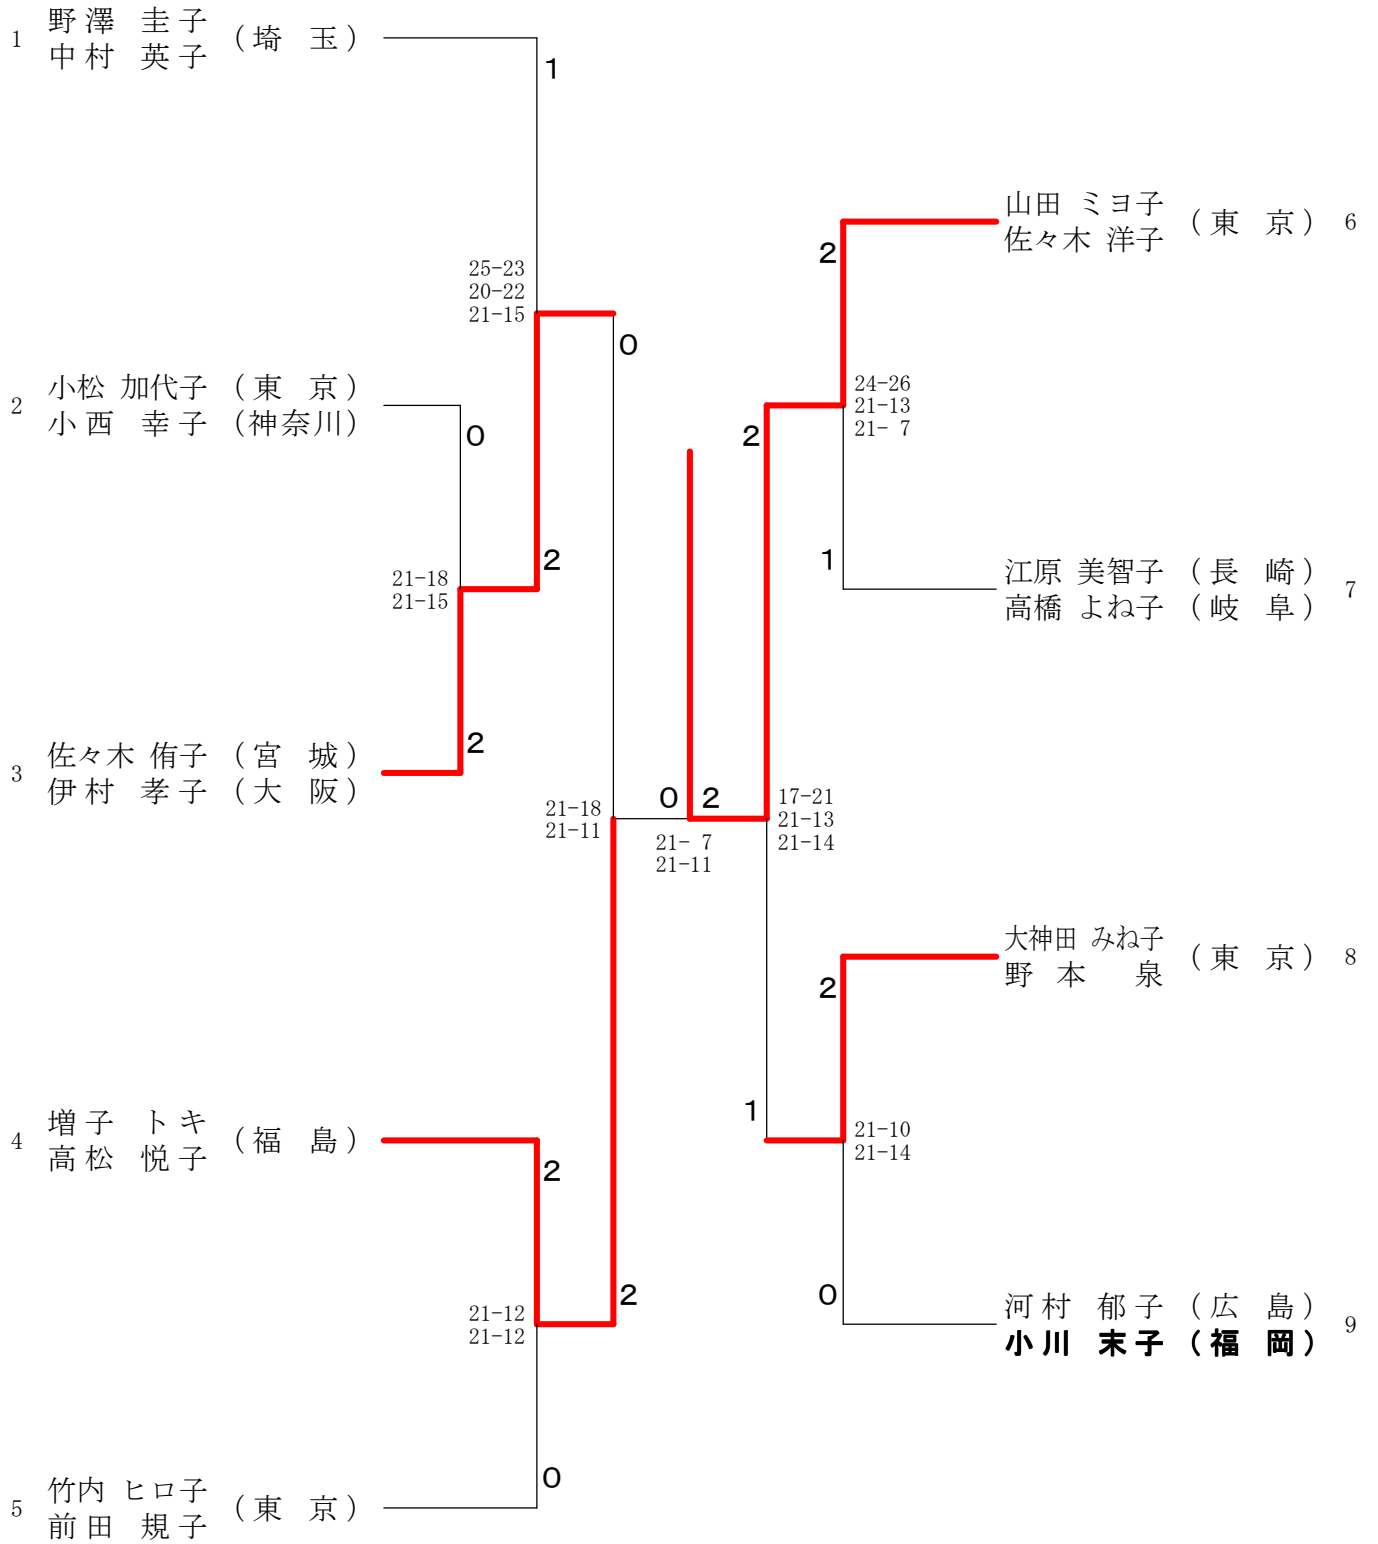 1 野澤 圭子 (埼 玉)
中村 英子
1
25-23
20-22
21-15
0
2 小松 加代子 (東 京)
小西 幸子 (神奈川)
0
21-18
21-15
2
3 佐々木 侑子 (宮 城)
伊村 孝子 (大 阪)
2
21-18
21-11
4 増子 トキ (福 島)
高松 悦子
2
21-12
21-12
2
5 竹内 ヒロ子 (東 京)
前田 規子
0
0 2
21- 7
21-11
山田 ミヨ子 (東 京) 6
佐々木 洋子
2
24-26
21-13
21- 7
2
1
江原 美智子 (長 崎) 7
高橋 よね子 (岐 阜)
17-21
21-13
21-14
大神田 みね子 (東 京) 8
野本 泉
2
1
21-10
21-14
0
河村 郁子 (広 島) 9
小川 末子 (福 岡)